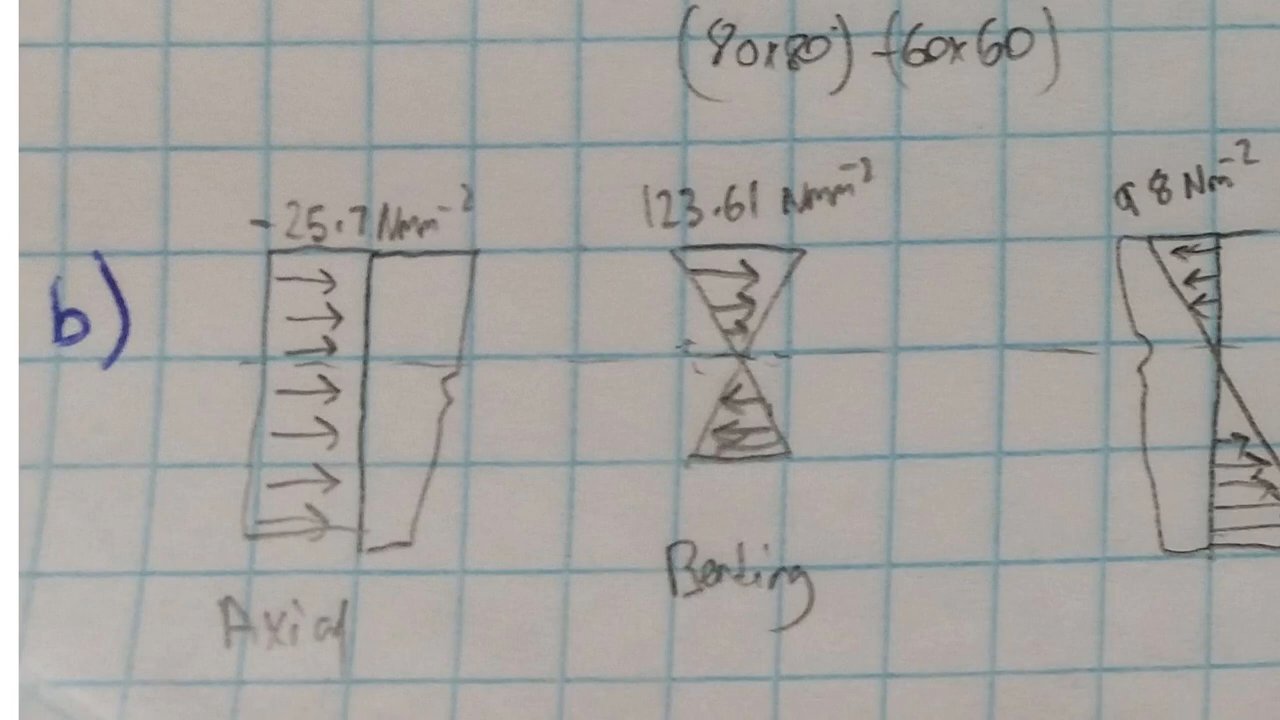 (80x80) - (60x60)
-25.7 Nmm⁻²
123.61 Nmm⁻²
98 Nm⁻²
b)
Axial
Bending